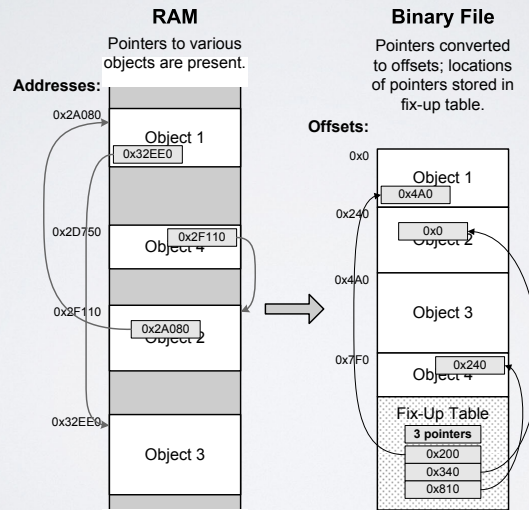 RAM
Pointers to various
objects are present.
Addresses:
0x2A080
Object 1
0x32EE0
0x2D750
0x2F110
Object 4
0x2F110
0x2A080
Object 2
0x32EE0
Object 3
Binary File
Pointers converted
to offsets; locations
of pointers stored in
fix-up table.
Offsets:
0x0
Object 1
0x4A0
0x240
0x0
Object 2
0x4A0
Object 3
0x7F0
0x240
Object 4
Fix-Up Table
3 pointers
0x200
0x340
0x810